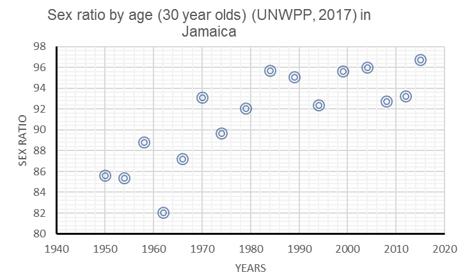 Sex ratio by age (30 year olds) (UNWPP, 2017) in
Jamaica
98
96
94
92
90
88
86
84
82
80
SEX RATIO
1940 1950 1960 1970 1980 1990 2000 2010 2020
YEARS